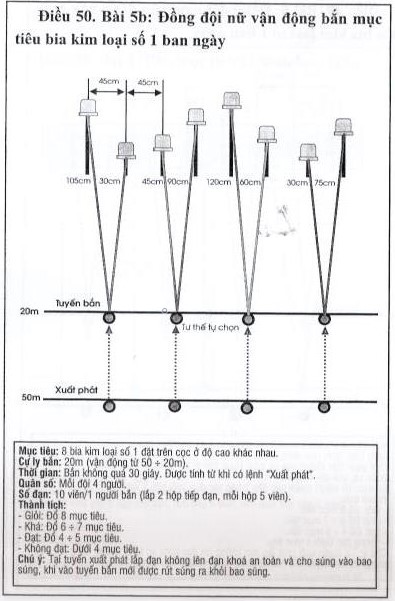 Điều 50. Bài 5b: Đồng đội nữ vận động bắn mục
tiêu bia kim loại số 1 ban ngày
45cm 45cm
105cm 30cm 45cm 90cm 120cm 60cm 30cm 75cm
Tuyến bắn
20m
Tư thế tự chọn
Xuất phát
50m
Mục tiêu: 8 bia kim loại số 1 đặt trên cọc ở độ cao khác nhau.
Cự ly bắn: 20m (vận động từ 50 ÷ 20m).
Thời gian: Bắn không quá 30 giây. Được tính từ khi có lệnh "Xuất phát".
Quân số: Mỗi đội 4 người.
Số đạn: 10 viên/1 người bắn (lắp 2 hộp tiếp đạn, mỗi hộp 5 viên).
Thành tích:
- Giỏi: Đổ 8 mục tiêu.
- Khá: Đổ 6 ÷ 7 mục tiêu.
- Đạt: Đổ 4 ÷ 5 mục tiêu.
- Không đạt: Dưới 4 mục tiêu.
Chú ý: Tại tuyến xuất phát lắp đạn không lên đạn khoá an toàn và cho súng vào bao
súng, khi vào tuyến bắn mới được rút súng ra khỏi bao súng.